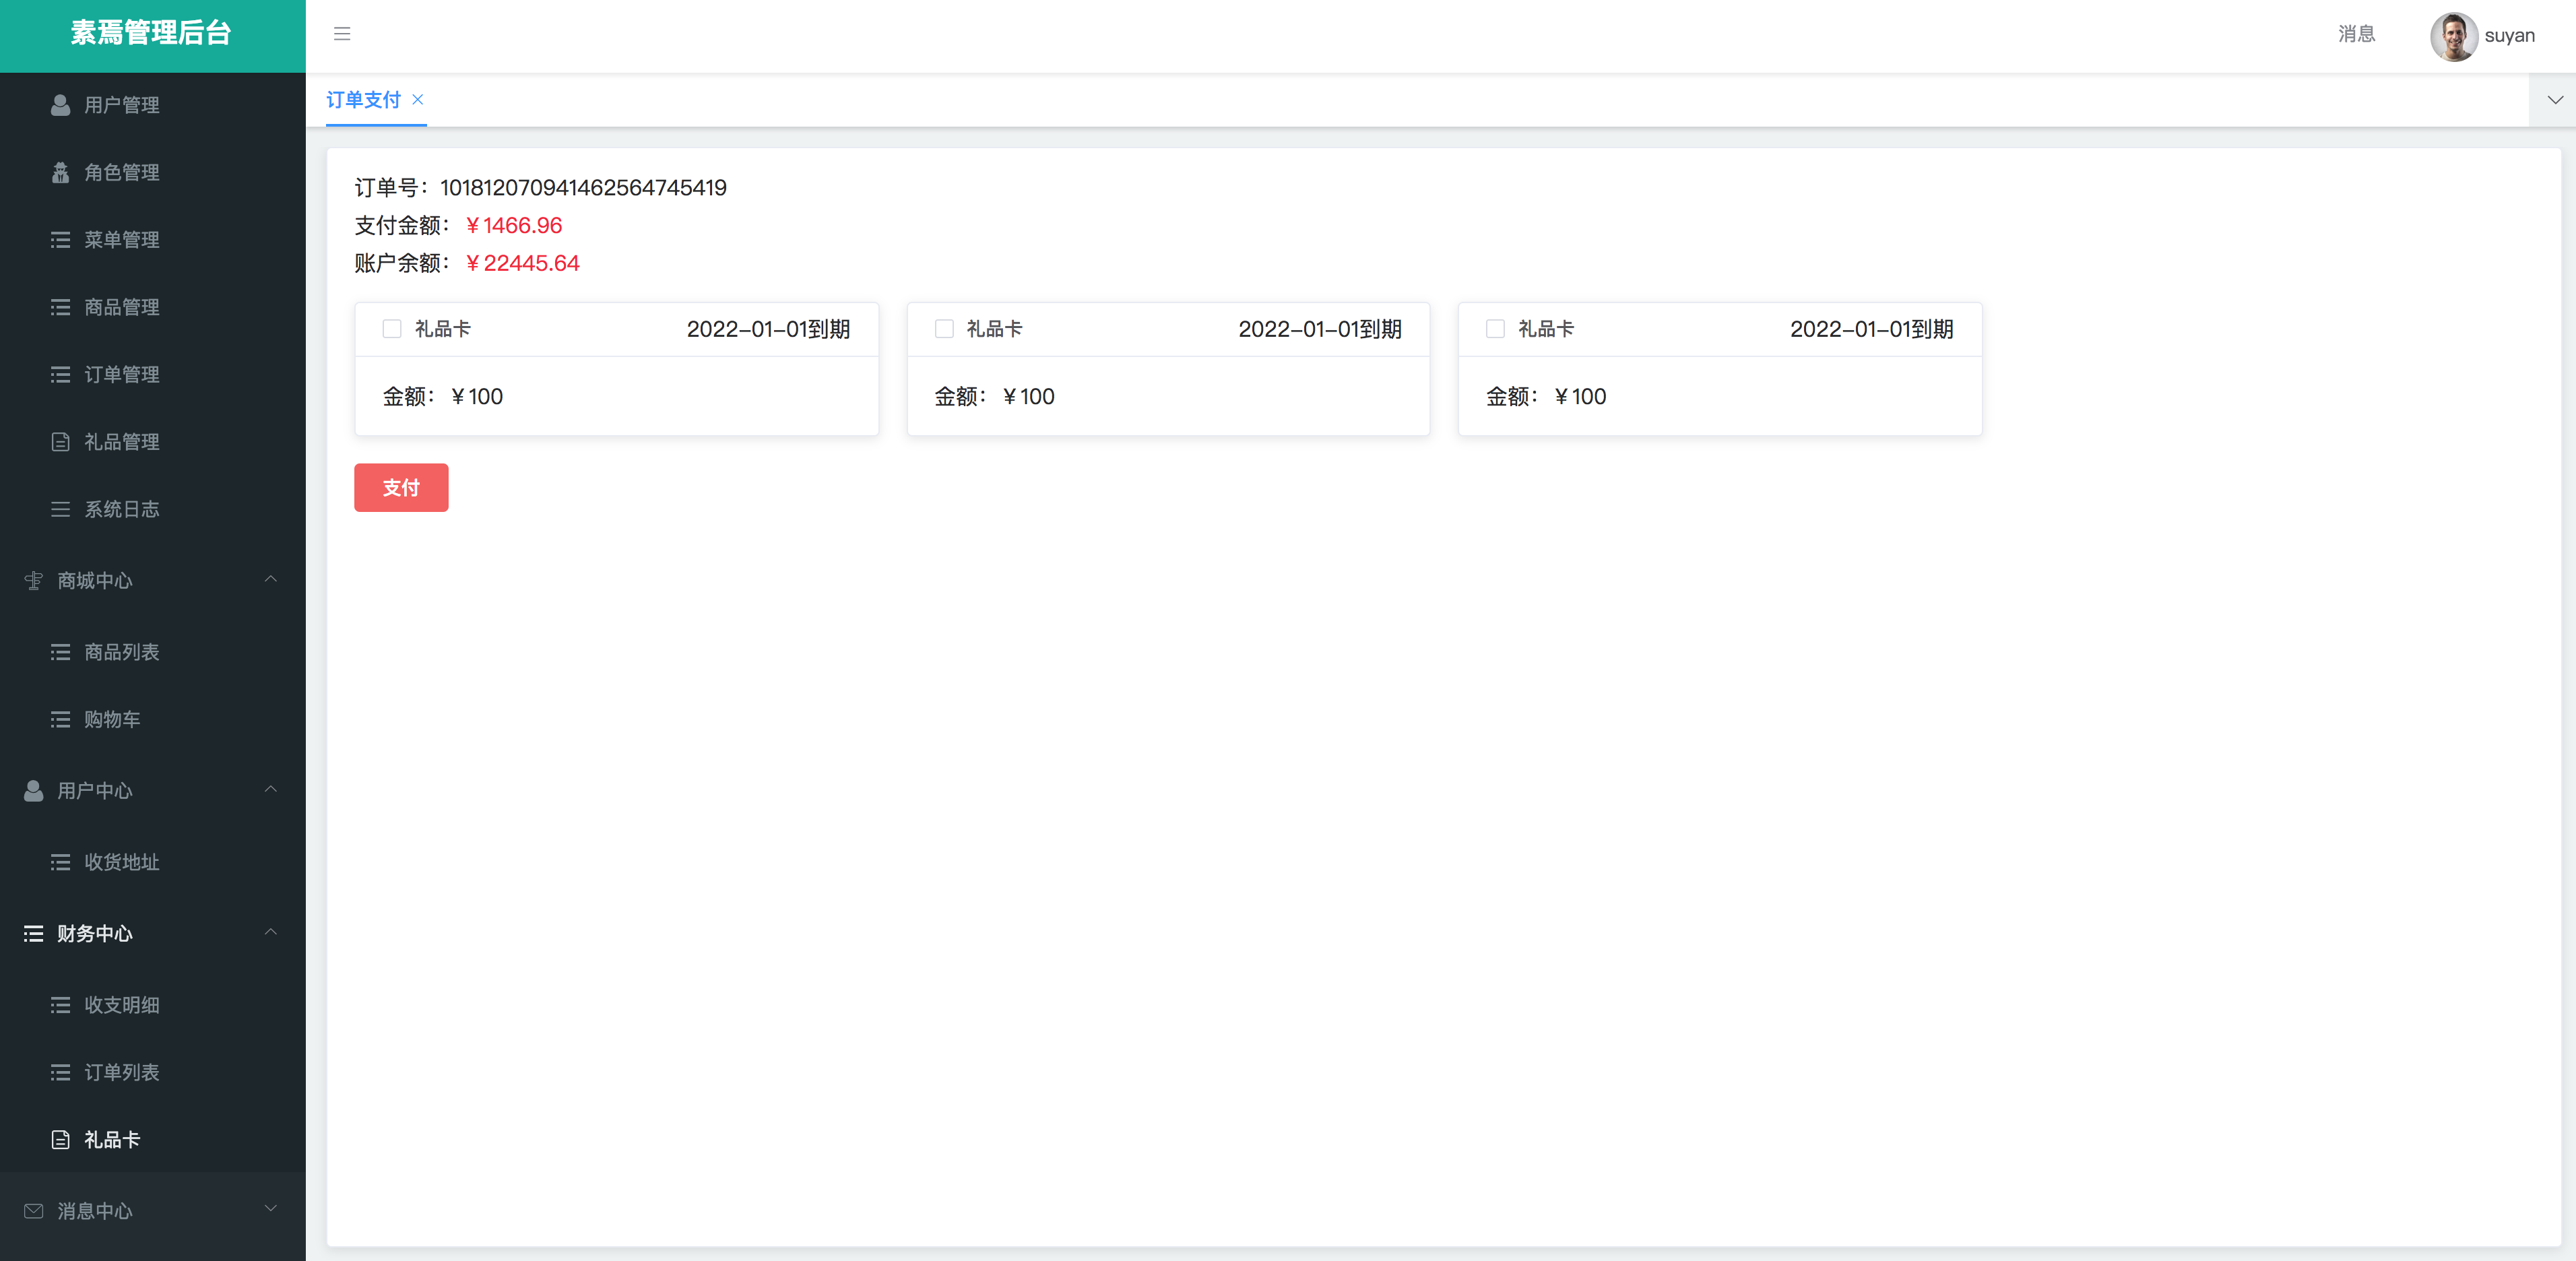 素焉管理后台
消息
suyan
用户管理
角色管理
菜单管理
商品管理
订单管理
礼品管理
系统日志
商城中心
商品列表
购物车
用户中心
收货地址
财务中心
收支明细
订单列表
礼品卡
消息中心
订单支付
订单号：101812070941462564745419
支付金额：￥1466.96
账户余额：￥22445.64
礼品卡 2022-01-01到期
金额：￥100
礼品卡 2022-01-01到期
金额：￥100
礼品卡 2022-01-01到期
金额：￥100
支付